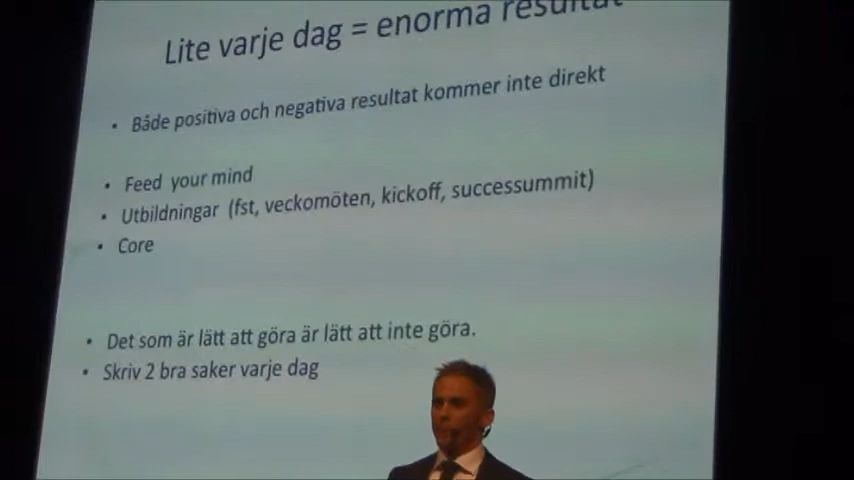 Lite varje dag = enorma resultat
• Både positiva och negativa resultat kommer inte direkt
• Feed your mind
• Utbildningar (fst, veckomöten, kickoff, successummit)
• Core
• Det som är lätt att göra är lätt att inte göra.
• Skriv 2 bra saker varje dag